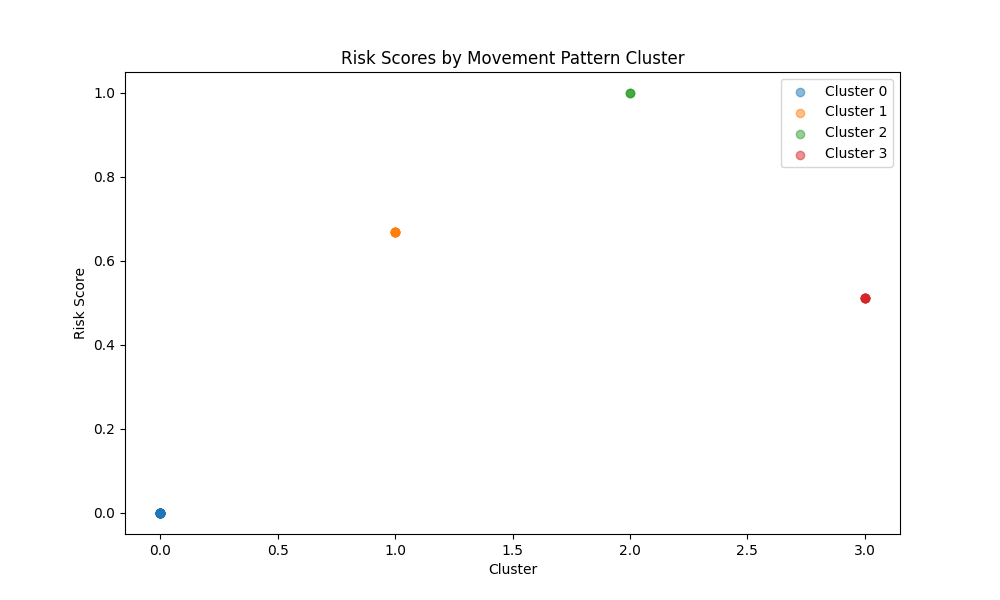 Risk Scores by Movement Pattern Cluster
Cluster 0
Cluster 1
Cluster 2
Cluster 3
Risk Score
1.0
0.8
0.6
0.4
0.2
0.0
0.0 0.5 1.0 1.5 2.0 2.5 3.0
Cluster